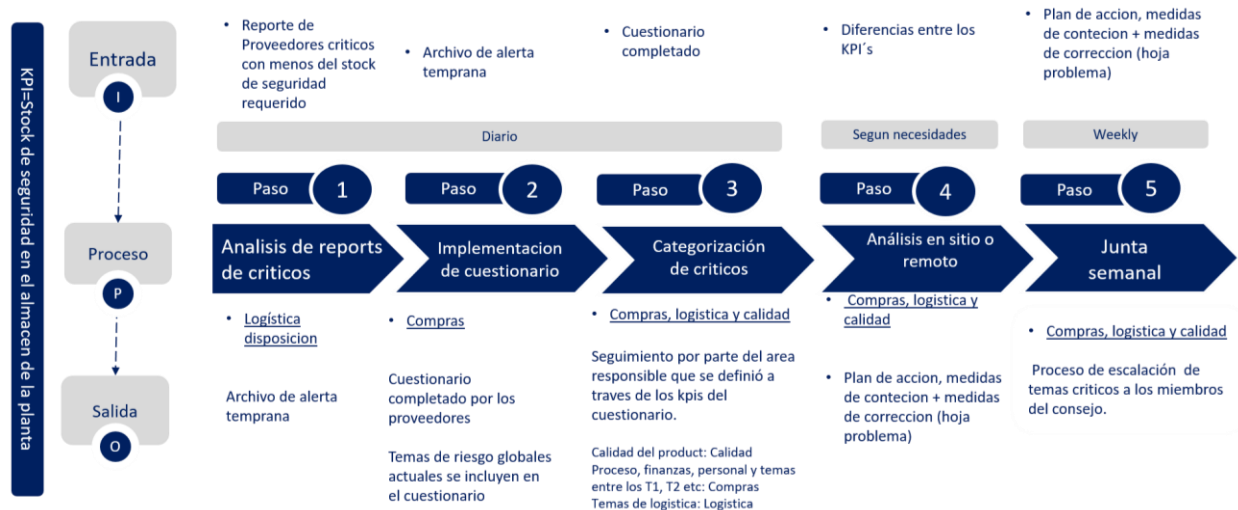 KPI=Stock de seguridad en el almacen de la planta
Entrada
I
Proceso
P
Salida
O
• Reporte de
Proveedores criticos
con menos del stock
de seguridad
requerido
• Archivo de alerta
temprana
• Cuestionario
completado
• Diferencias entre los
KPI´s
• Plan de accion, medidas
de contecion + medidas
de correccion (hoja
problema)
Diario
Segun necesidades
Weekly
Paso 1
Paso 2
Paso 3
Paso 4
Paso 5
Analisis de reports
de criticos
Implementacion
de cuestionario
Categorización
de criticos
Análisis en sitio o
remoto
Junta
semanal
• Logística
disposicion
Archivo de alerta
temprana
• Compras
Cuestionario
completado por los
proveedores
Temas de riesgo globales
actuales se incluyen en
el cuestionario
• Compras, logistica y calidad
Seguimiento por parte del area
responsible que se definió a
traves de los kpis del
cuestionario.
Calidad del product: Calidad
Proceso, finanzas, personal y temas
entre los T1, T2 etc: Compras
Temas de logistica: Logistica
• Compras, logistica y
calidad
• Plan de accion, medidas
de contecion + medidas
de correccion (hoja
problema)
• Compras, logistica y calidad
Proceso de escalación de
temas criticos a los miembros
del consejo.